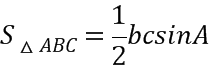 S△ABC = 1/2 bcsinA